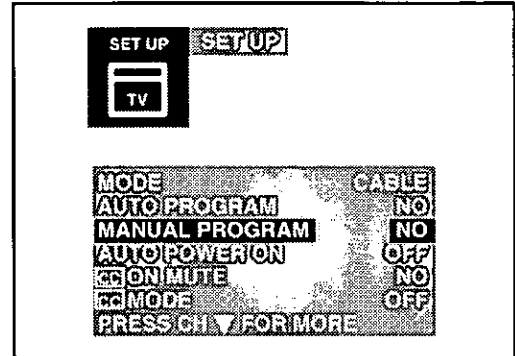 SET UP SET UP
TV
MODE CABLE
AUTO PROGRAM NO
MANUAL PROGRAM NO
AUTO POWER ON OFF
CC ON MUTE NO
CC MODE OFF
PRESS CH ▼ FOR MORE